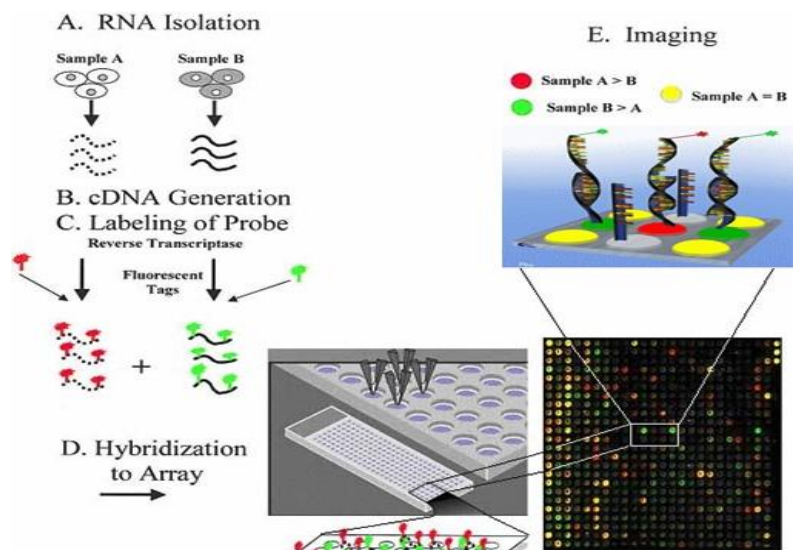 A. RNA Isolation
Sample A
Sample B
B. cDNA Generation
C. Labeling of Probe
Reverse Transcriptase
Fluorescent
Tags
+
D. Hybridization
to Array
E. Imaging
Sample A > B
Sample B > A
Sample A = B